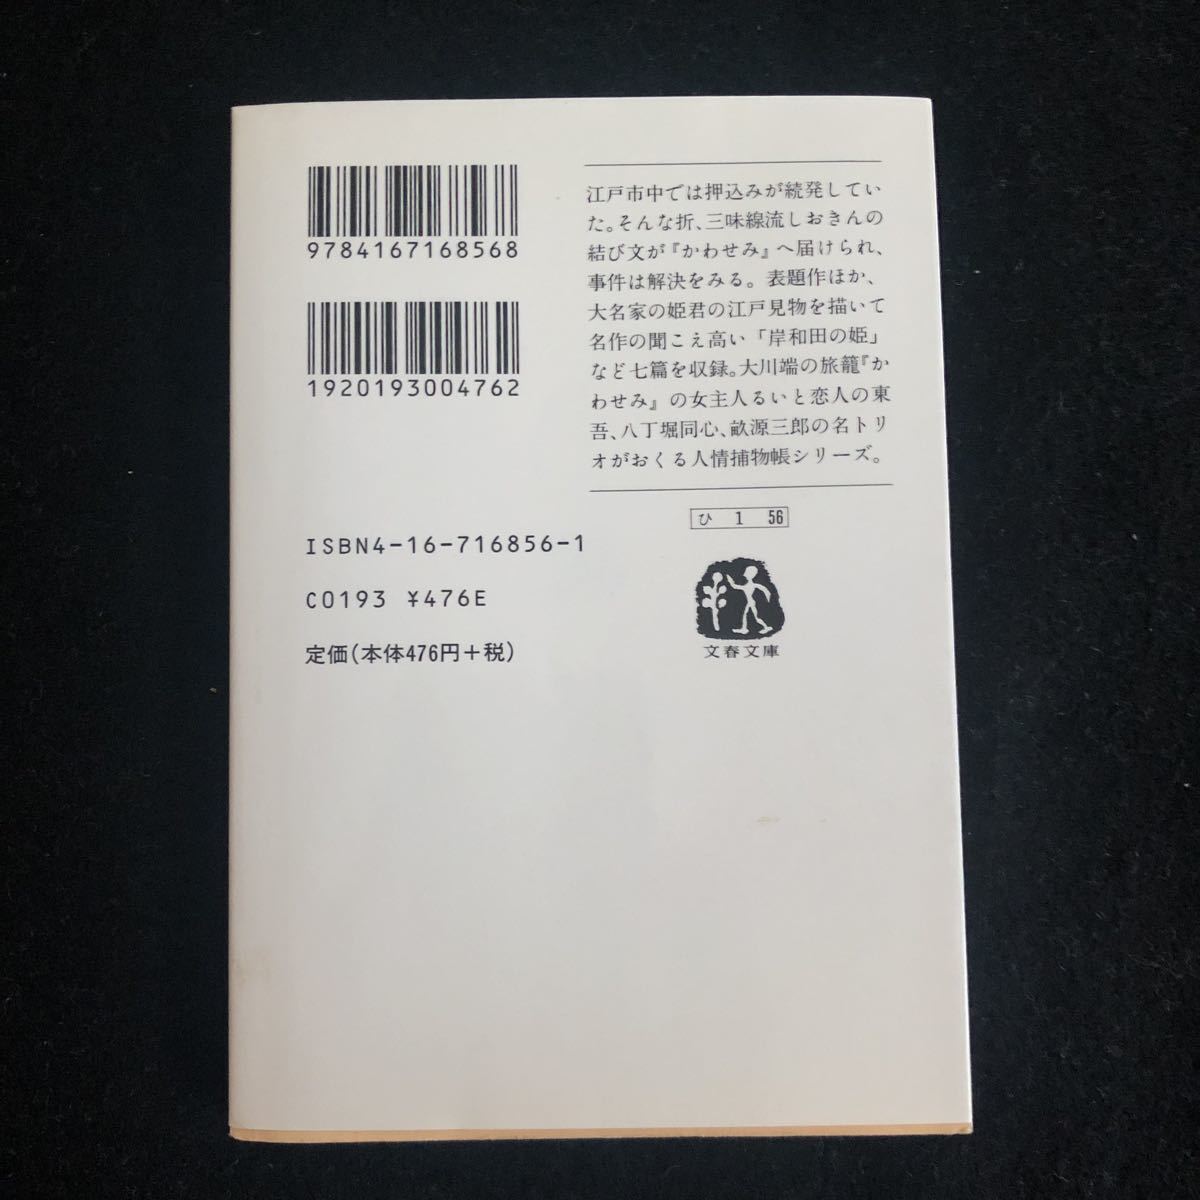 9784167168568
1920193004762
ISBN4-16-716856-1
C0193 ¥476E
定価(本体476円+税)
江戸市中では押込みが続発してい
た。そんな折、三味線流しおきんの
結び文が『かわせみ』へ届けられ、
事件は解決をみる。表題作ほか、
大名家の姫君の江戸見物を描いて
名作の聞こえ高い「岸和田の姫」
など七篇を収録。大川端の旅籠『か
わせみ』の女主人るいと恋人の東
吾、八丁堀同心、畝源三郎の名トリ
オがおくる人情捕物帳シリーズ。
ひ 1 56
文春文庫